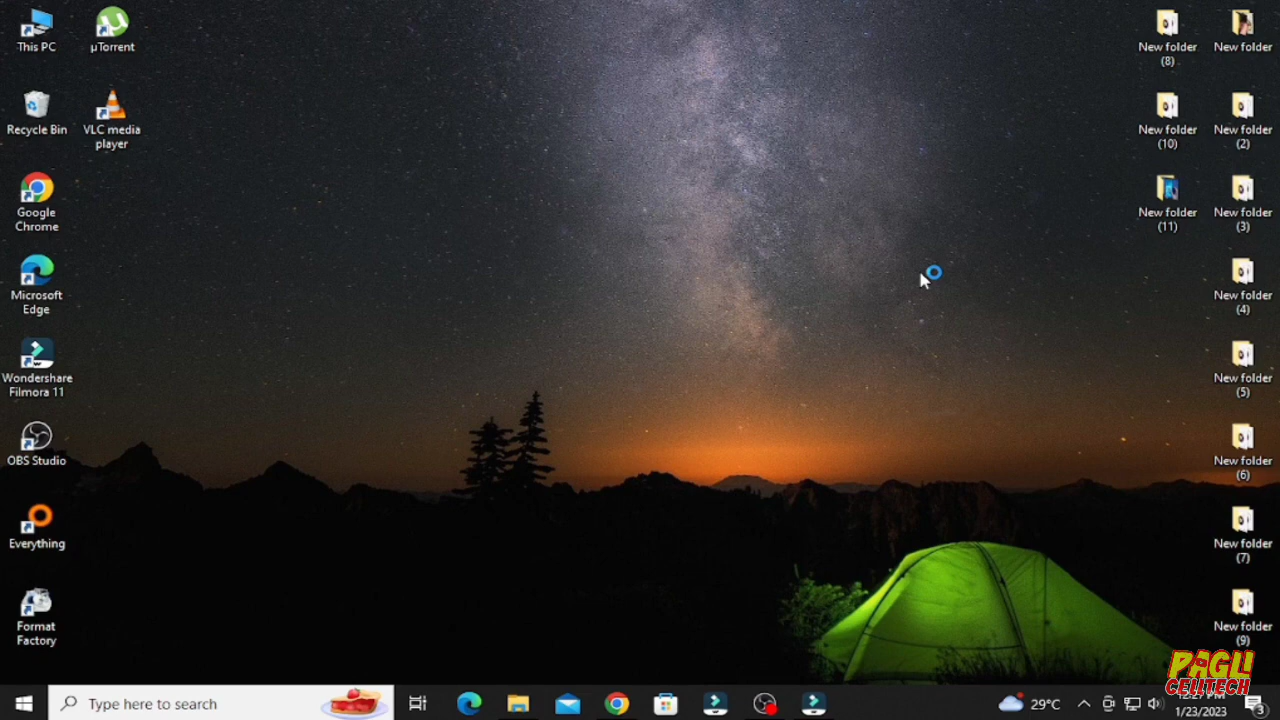 This PC
µTorrent
Recycle Bin
VLC media
player
Google
Chrome
Microsoft
Edge
Wondershare
Filmora 11
OBS Studio
Everything
Format
Factory
New folder
(8)
New folder
New folder
(10)
New folder
(2)
New folder
(11)
New folder
(3)
New folder
(4)
New folder
(5)
New folder
(6)
New folder
(7)
New folder
(9)
PAGLU
CELLTECH
Type here to search
29°C
1/23/2023
3